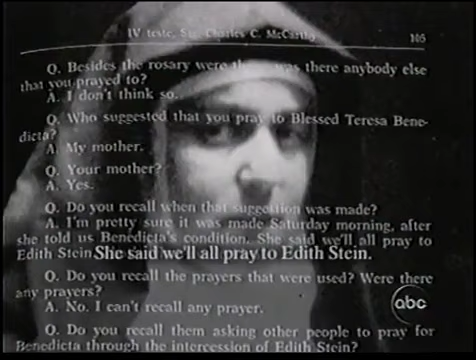 IV teste, Sig. Charles C. McCarthy 105
Q. Besides the rosary were was there anybody else
that you prayed to?
A. I don't think so.
Q. Who suggested that you pray to Blessed Teresa Bene-
dicta?
A. My mother.
Q. Your mother?
A. Yes.
Q. Do you recall when that suggestion was made?
A. I'm pretty sure it was made Saturday morning, after
she told us Benedicta's condition. She said we'll all pray to
Edith Stein. She said we'll all pray to Edith Stein.
Q. Do you recall the prayers that were used? Were there
any prayers?
A. No. I can't recall any prayer.
Q. Do you recall them asking other people to pray for
Benedicta through the intercession of Edith Stein?
abc